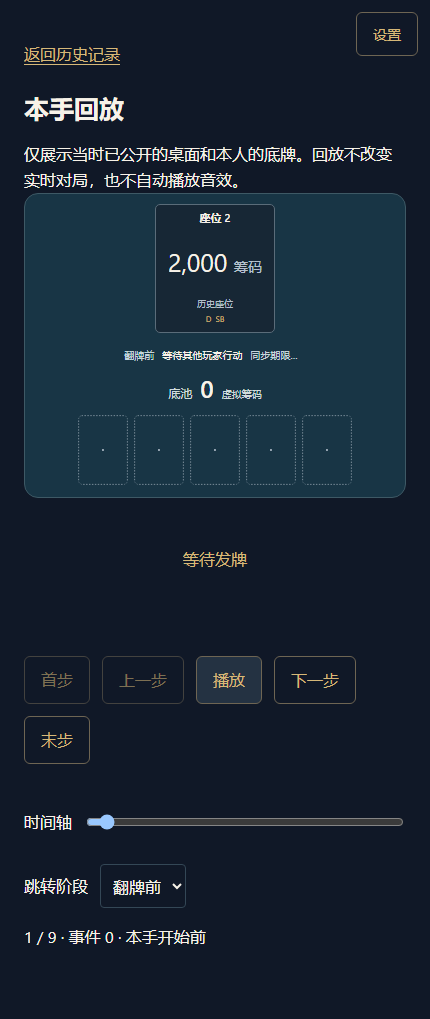 设置
返回历史记录
本手回放
仅展示当时已公开的桌面和本人的底牌。回放不改变
实时对局，也不自动播放音效。
座位 2
2,000 筹码
历史座位
D SB
翻牌前 等待其他玩家行动 同步期限...
底池 0 虚拟筹码
· · · · ·
等待发牌
首步 上一步 播放 下一步
末步
时间轴
跳转阶段 翻牌前
1 / 9 · 事件 0 · 本手开始前